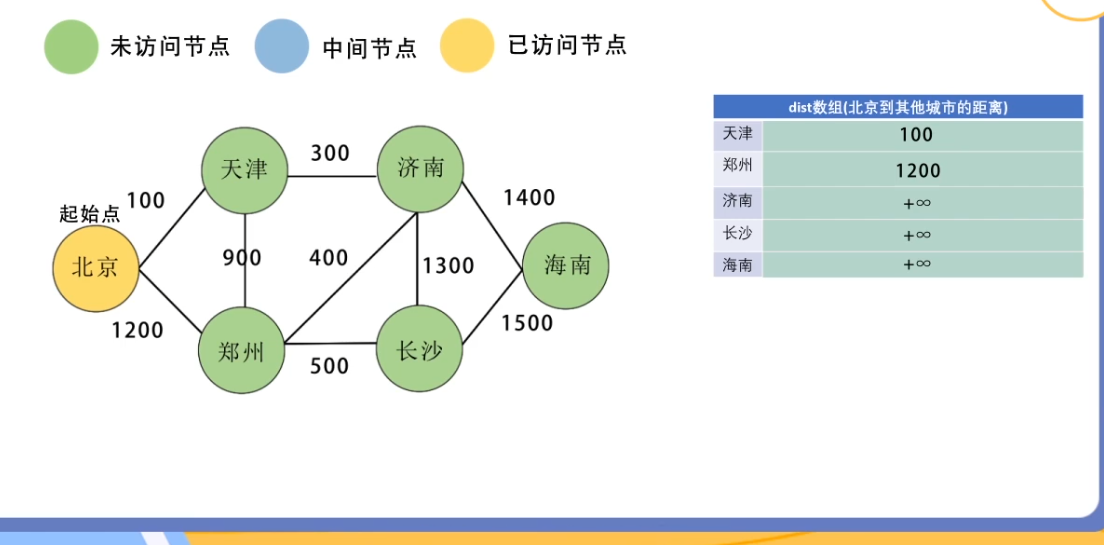 未访问节点
中间节点
已访问节点
dist数组(北京到其他城市的距离)
天津 100
郑州 1200
济南 +∞
长沙 +∞
海南 +∞
天津
300
济南
100
1400
起始点
北京
900
400
1300
海南
1200
1500
郑州
长沙
500